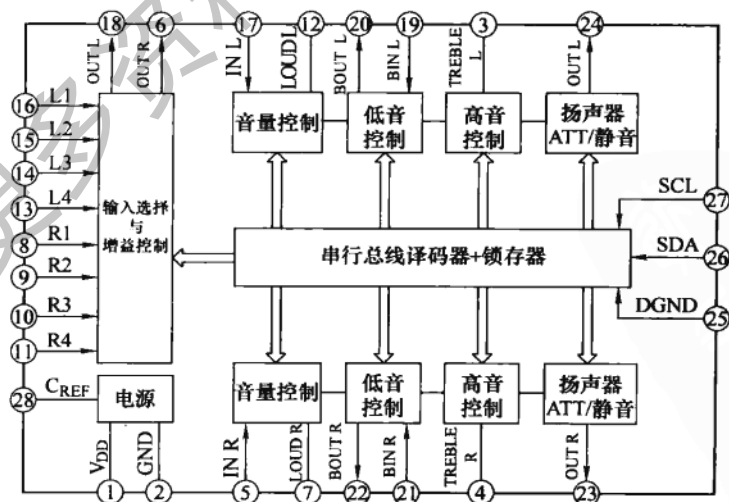 18 6 17 12 20 19 3 24
OUT L
OUT R
IN L
LOUD L
BOUT L
BIN L
TREBLE
L
OUT L
16 L1
15 L2
14 L3
13 L4
8 R1
9 R2
10 R3
11 R4
输入选择
与
增益控制
音量控制
低音
控制
高音
控制
扬声器
ATT/静音
串行总线译码器+锁存器
SCL 27
SDA 26
DGND 25
音量控制
低音
控制
高音
控制
扬声器
ATT/静音
28 CREF
电源
VDD
GND
IN R
LOUD R
BOUT R
BIN R
TREBLE
R
OUT R
1 2 5 7 22 21 4 23